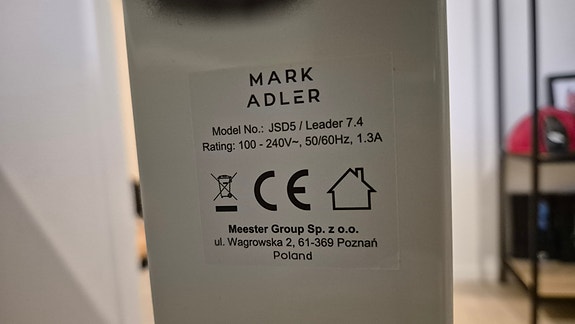 MARK
ADLER
Model No.: JSD5 / Leader 7.4
Rating: 100 - 240V~, 50/60Hz, 1.3A
CE
Meester Group Sp. z o.o.
ul. Wagrowska 2, 61-369 Poznań
Poland